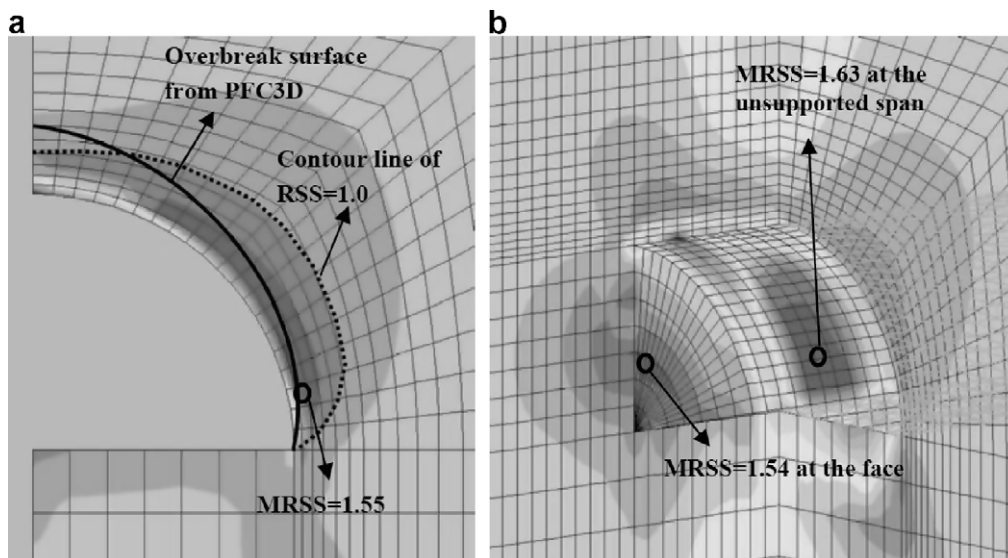 a
Overbreak surface
from PFC3D
Contour line of
RSS=1.0
MRSS=1.55
b
MRSS=1.63 at the
unsupported span
MRSS=1.54 at the face